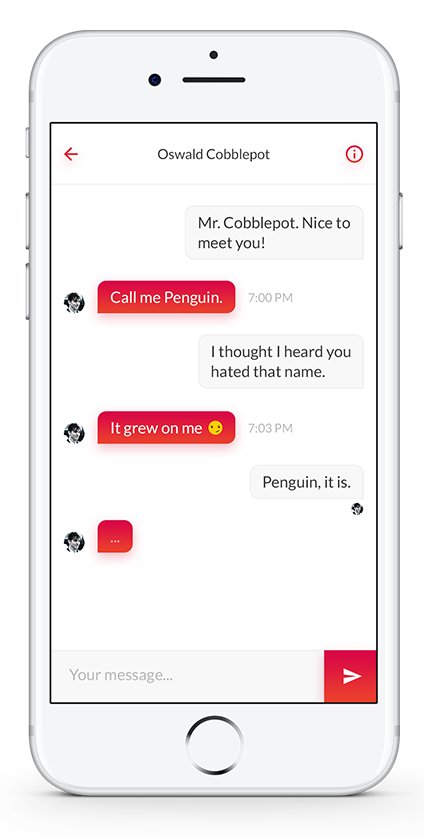 Oswald Cobblepot
Mr. Cobblepot. Nice to
meet you!
Call me Penguin.
7:00 PM
I thought I heard you
hated that name.
It grew on me 😏
7:03 PM
Penguin, it is.
...
Your message...